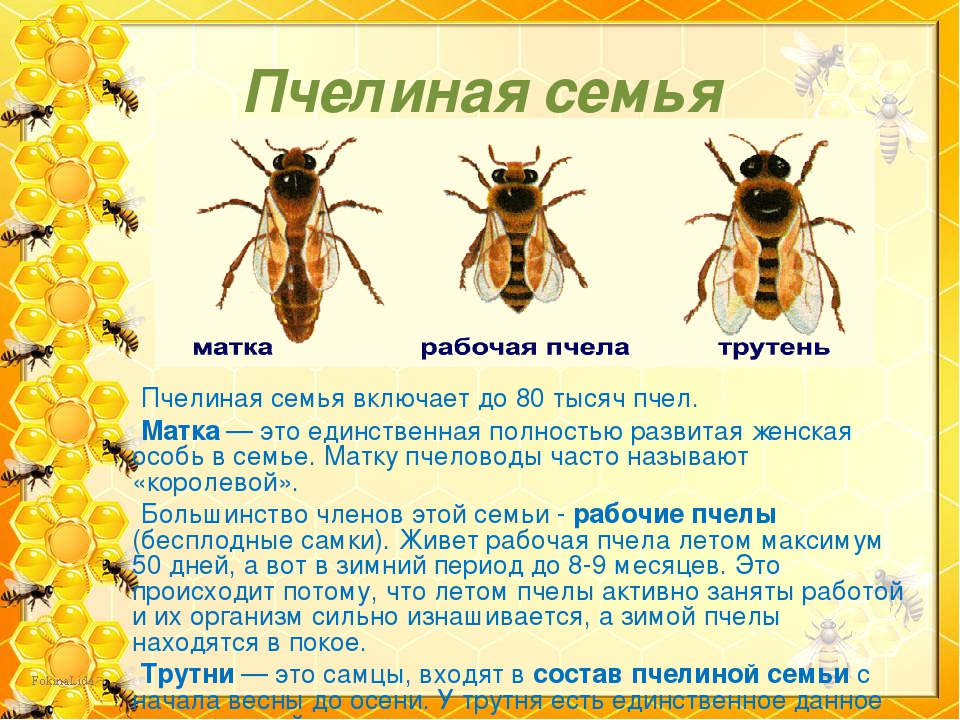 Пчелиная семья
матка
рабочая пчела
трутень
Пчелиная семья включает до 80 тысяч пчел.
Матка — это единственная полностью развитая женская
особь в семье. Матку пчеловоды часто называют
«королевой».
Большинство членов этой семьи - рабочие пчелы
(бесплодные самки). Живет рабочая пчела летом максимум
50 дней, а вот в зимний период до 8-9 месяцев. Это
происходит потому, что летом пчелы активно заняты работой
и их организм сильно изнашивается, а зимой пчелы
находятся в покое.
Трутни — это самцы, входят в состав пчелиной семьи с
начала весны до осени. У трутня есть единственное данное
FokinaLida